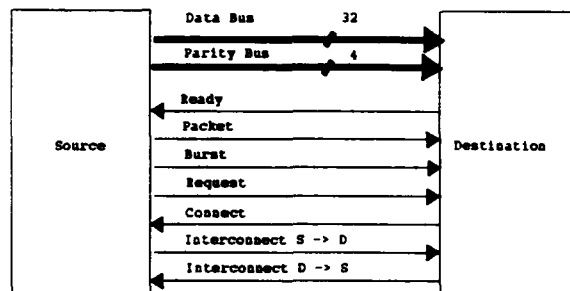 Data Bus 32
Parity Bus 4
Ready
Packet
Source
Burst
Destination
Request
Connect
Interconnect S -> D
Interconnect D -> S